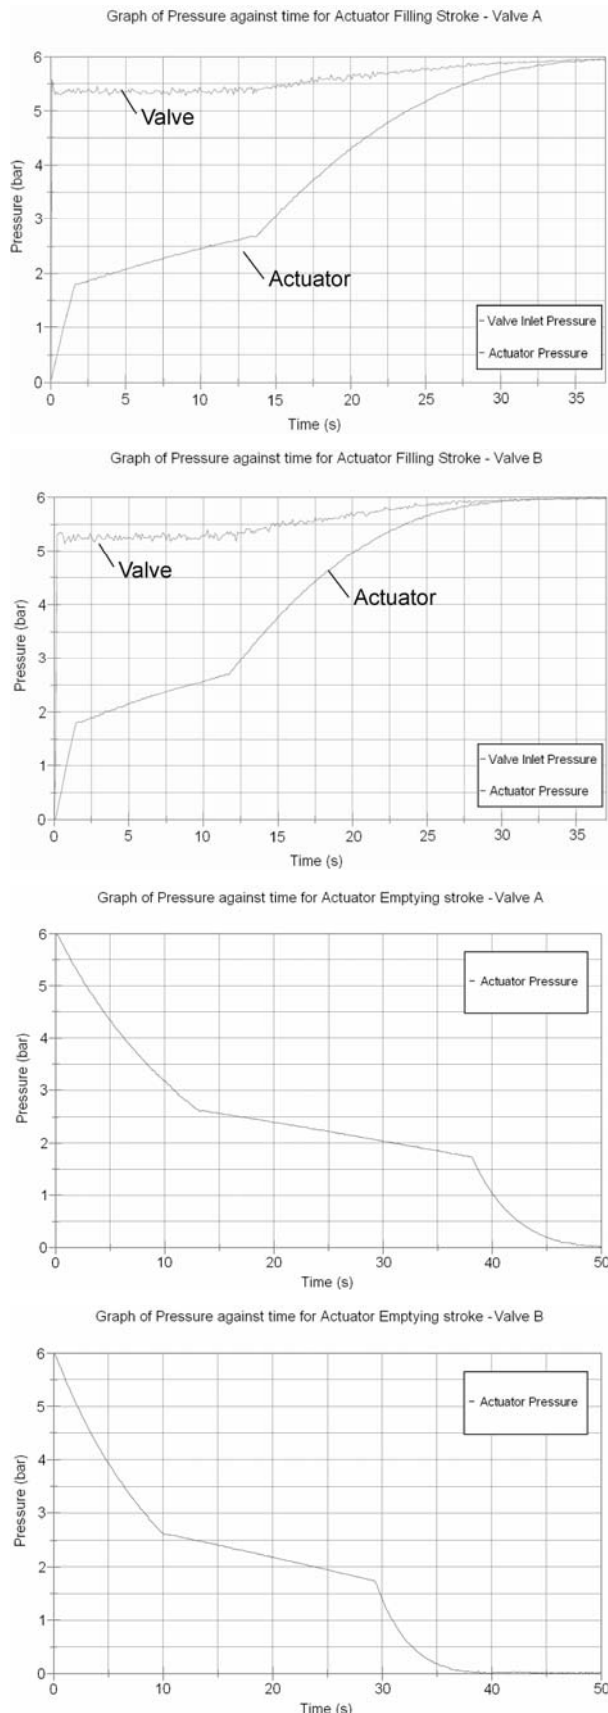 Graph of Pressure against time for Actuator Filling Stroke - Valve A
6
5
4
3
2
1
0
Pressure (bar)
Valve
Actuator
- Valve Inlet Pressure
- Actuator Pressure
0 5 10 15 20 25 30 35
Time (s)
Graph of Pressure against time for Actuator Filling Stroke - Valve B
6
5
4
3
2
1
0
Pressure (bar)
Valve
Actuator
- Valve Inlet Pressure
- Actuator Pressure
0 5 10 15 20 25 30 35
Time (s)
Graph of Pressure against time for Actuator Emptying stroke - Valve A
6
5
4
3
2
1
0
Pressure (bar)
- Actuator Pressure
0 10 20 30 40 50
Time (s)
Graph of Pressure against time for Actuator Emptying stroke - Valve B
6
5
4
3
2
1
0
Pressure (bar)
- Actuator Pressure
0 10 20 30 40 50
Time (s)